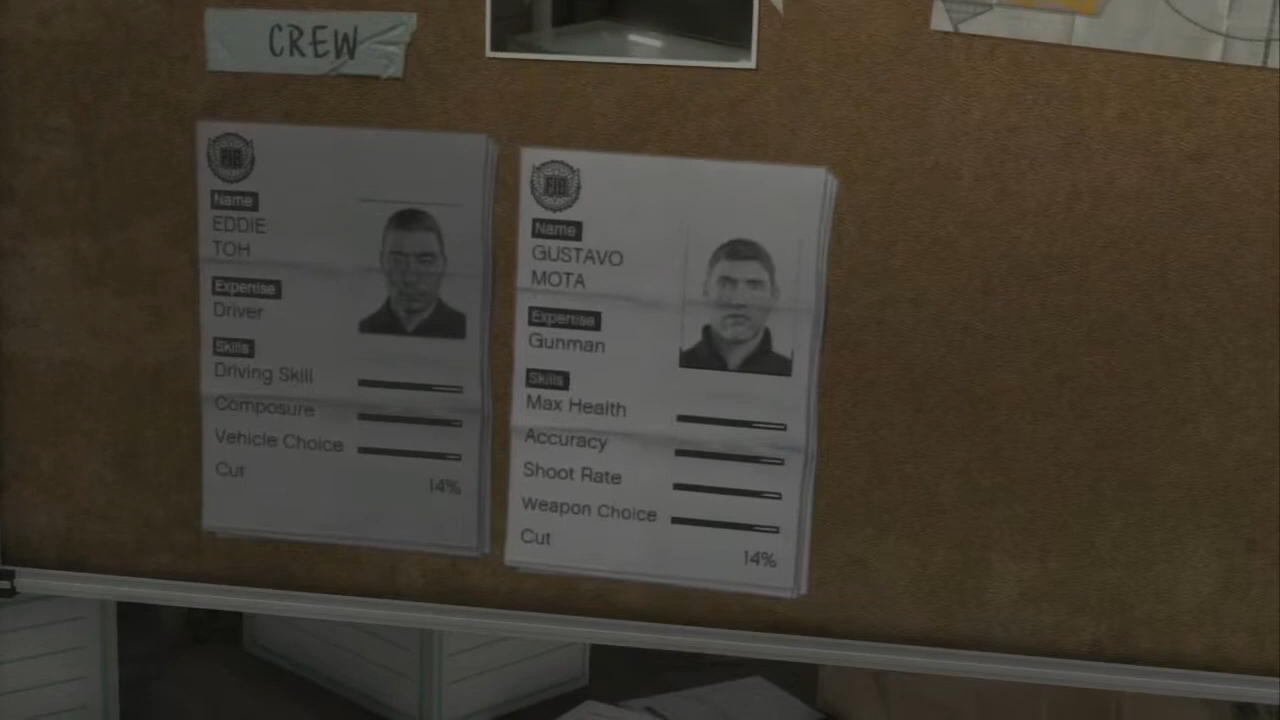 CREW
FIB
Name
EDDIE
TOH
Expertise
Driver
Skills
Driving Skill
Composure
Vehicle Choice
Cut
14%
FIB
Name
GUSTAVO
MOTA
Expertise
Gunman
Skills
Max Health
Accuracy
Shoot Rate
Weapon Choice
Cut
14%